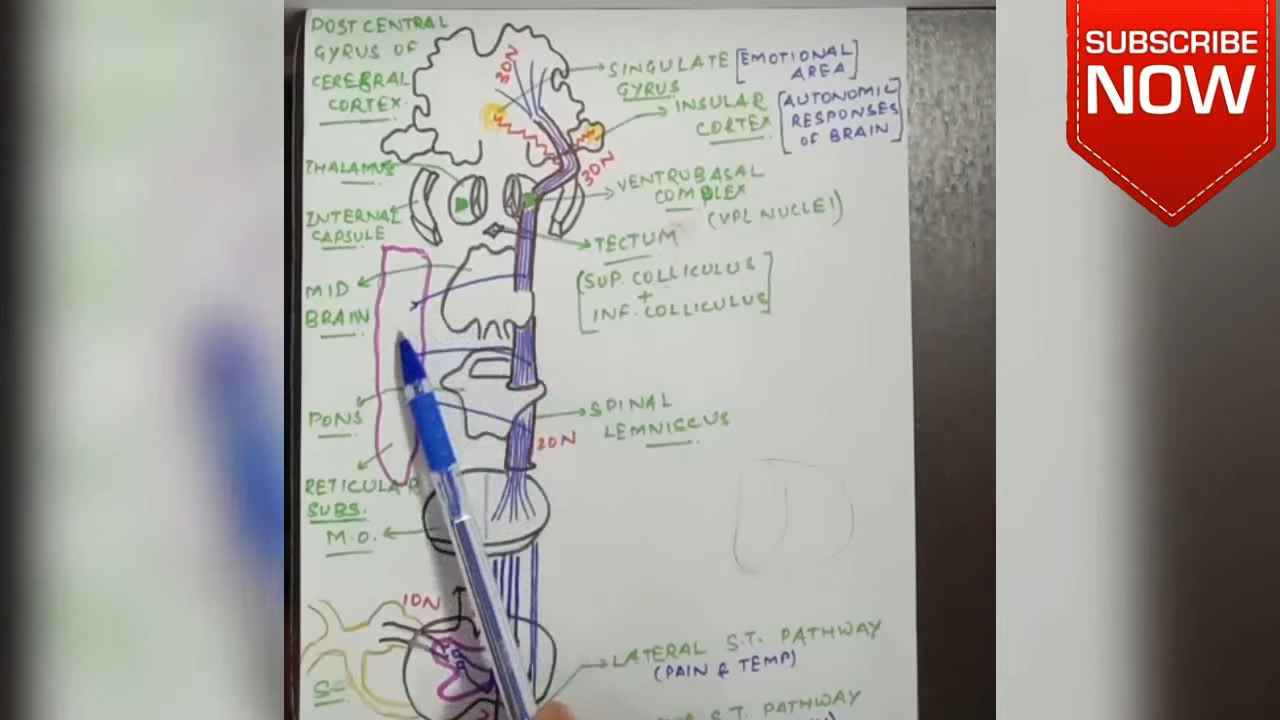 POST CENTRAL
GYRUS OF
CEREBRAL
CORTEX.
THALAMUS
INTERNAL
CAPSULE
MID
BRAIN
PONS
RETICULAR
SUBS.
M.O.
1ON
S
3ON
SINGULATE [EMOTIONAL
GYRUS AREA]
INSULAR [AUTONOMIC
CORTEX RESPONSES
OF BRAIN]
3ON
VENTROBASAL
COMPLEX
(VPL NUCLEI)
TECTUM
[SUP. COLLICULUS
+
INF. COLLICULUS]
SPINAL
LEMNISCUS
2ON
LATERAL S.T. PATHWAY
(PAIN & TEMP)
S.T. PATHWAY
SUBSCRIBE
NOW